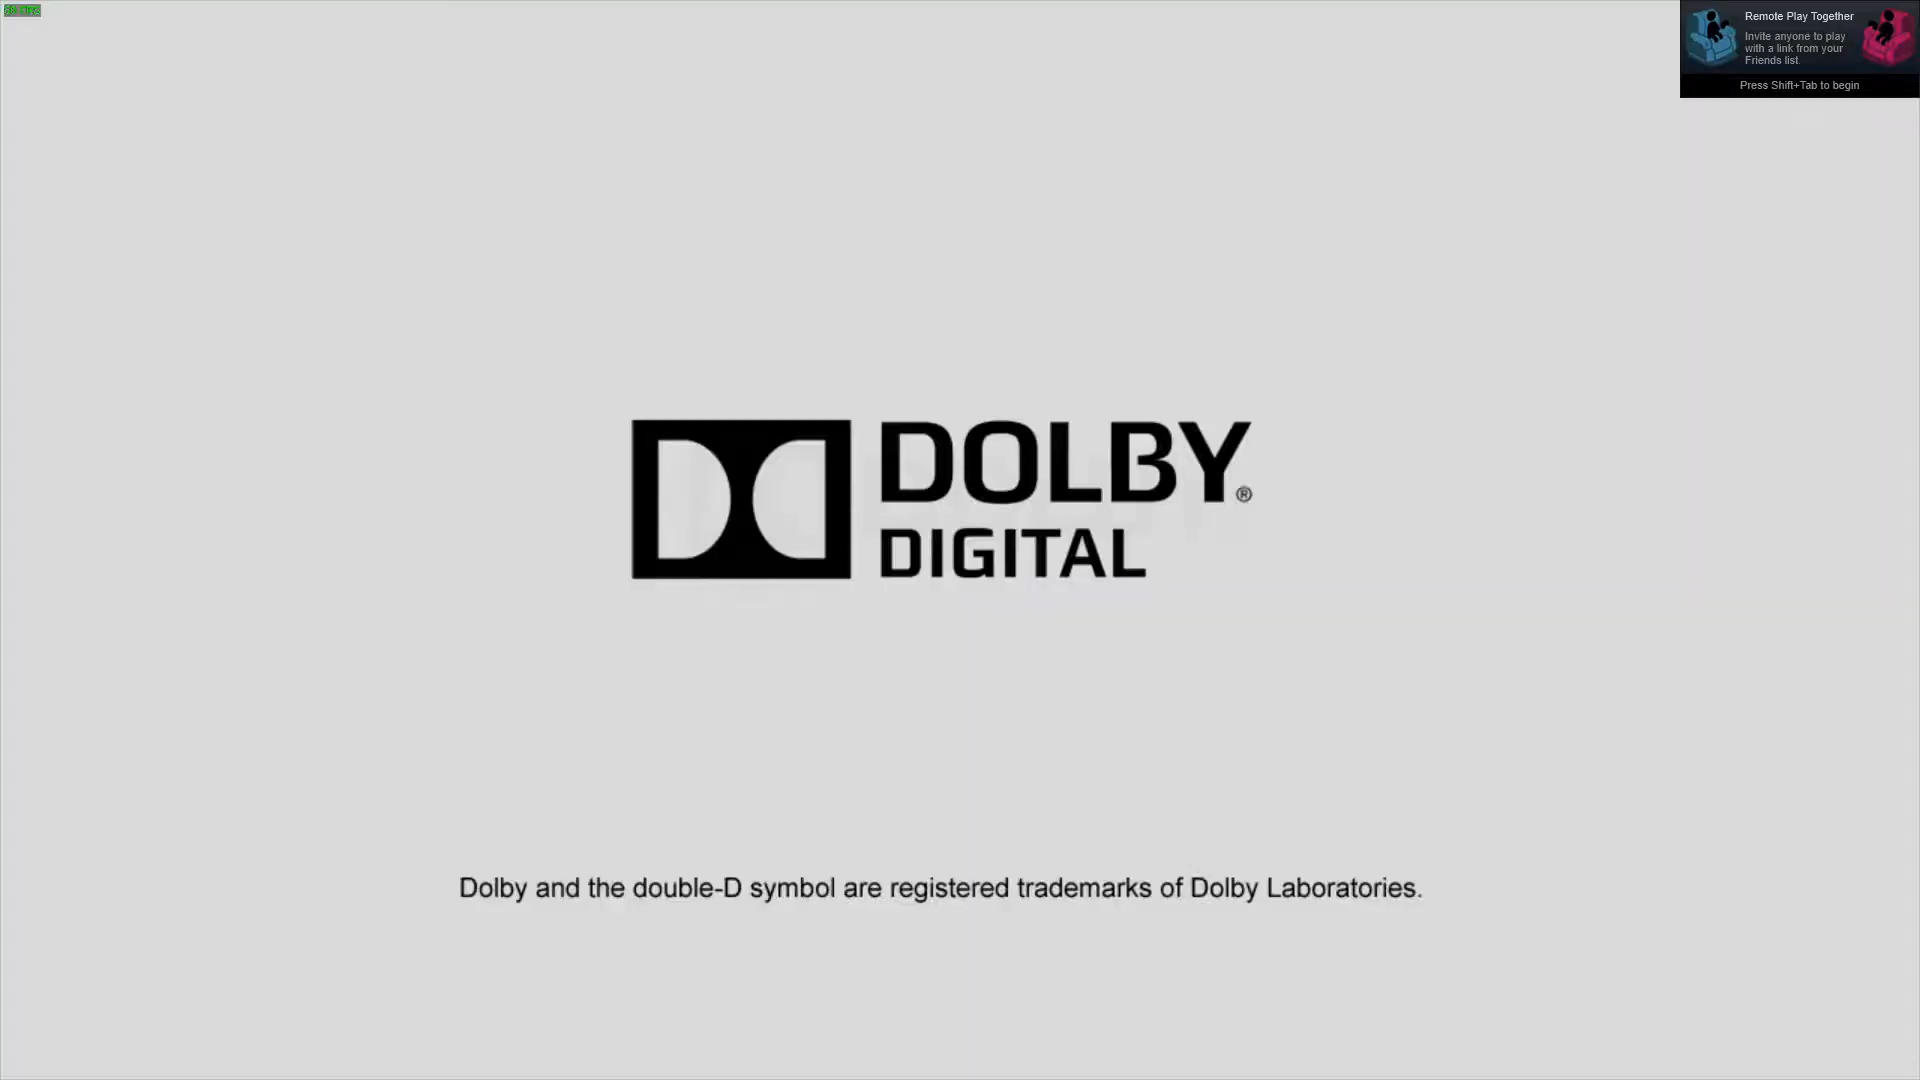 Remote Play Together
Invite anyone to play
with a link from your
Friends list.
Press Shift+Tab to begin
DOLBY®
DIGITAL
Dolby and the double-D symbol are registered trademarks of Dolby Laboratories.